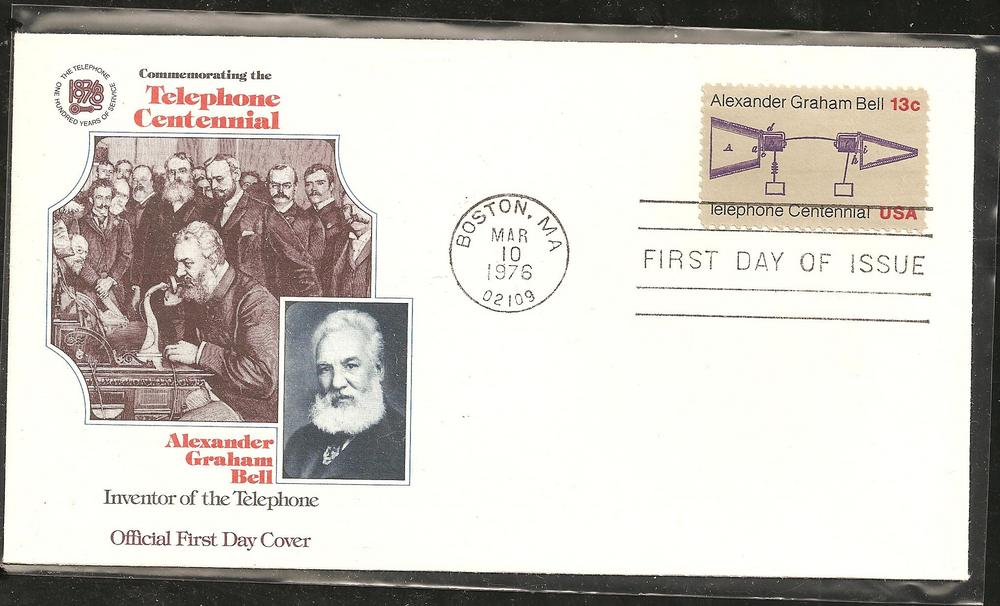 THE TELEPHONE
ONE HUNDRED YEARS OF SERVICE
1876
1976
Commemorating the
Telephone
Centennial
Alexander
Graham
Bell
Inventor of the Telephone
Official First Day Cover
BOSTON, MA
MAR
10
1976
02109
Alexander Graham Bell 13c
A
d
a
c
i
h
Telephone Centennial USA
FIRST DAY OF ISSUE